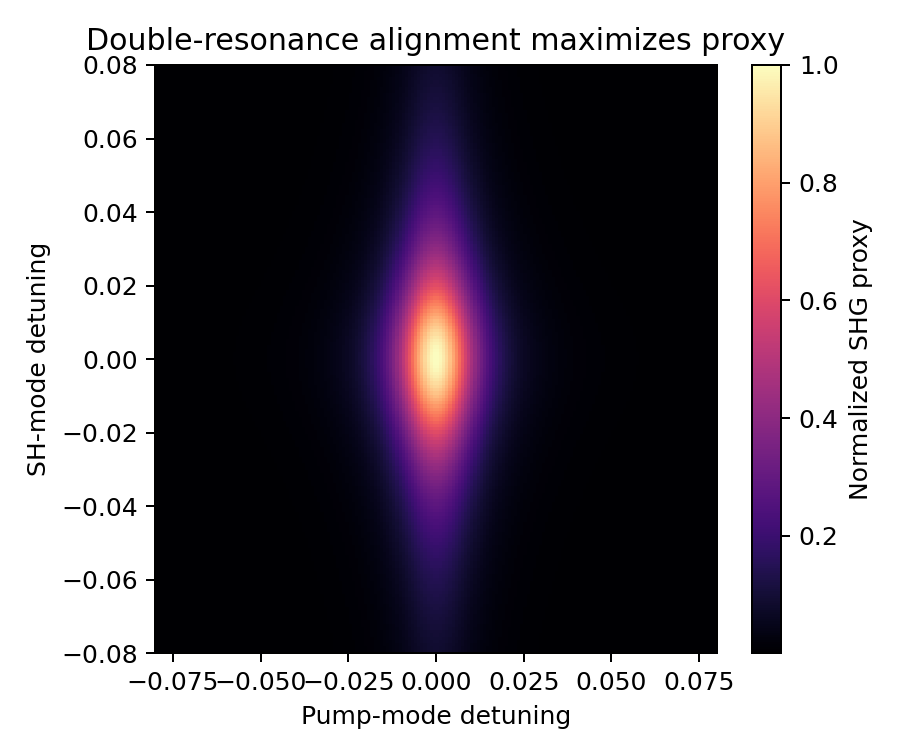 Double-resonance alignment maximizes proxy
0.08
0.06
0.04
0.02
0.00
−0.02
−0.04
−0.06
−0.08
SH-mode detuning
−0.075 −0.050 −0.025 0.000 0.025 0.050 0.075
Pump-mode detuning
1.0
0.8
0.6
0.4
0.2
Normalized SHG proxy